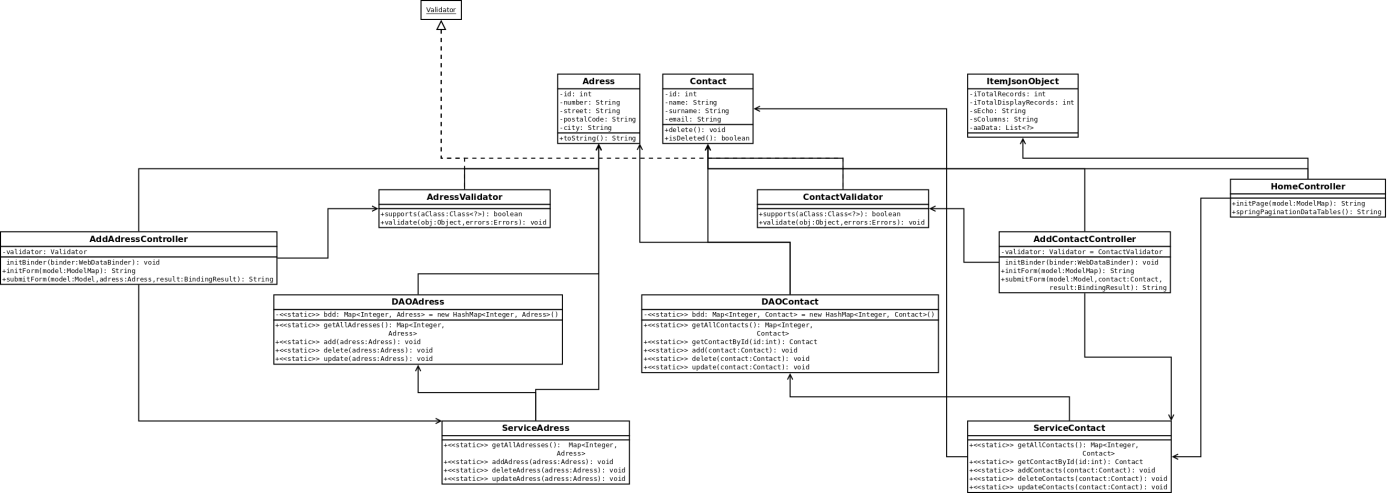 Validator
Adress
-id: int
-number: String
-street: String
-postalCode: String
-city: String
+toString(): String
Contact
-id: int
-name: String
-surname: String
-email: String
+delete(): void
+isDeleted(): boolean
ItemJsonObject
-iTotalRecords: int
-iTotalDisplayRecords: int
-sEcho: String
-sColumns: String
-aaData: List<?>
AdressValidator
+supports(aClass:Class<?>): boolean
+validate(obj:Object,errors:Errors): void
ContactValidator
+supports(aClass:Class<?>): boolean
+validate(obj:Object,errors:Errors): void
HomeController
+initPage(model:ModelMap): String
+springPaginationDataTables(): String
AddAdressController
-validator: Validator
initBinder(binder:WebDataBinder): void
+initForm(model:ModelMap): String
+submitForm(model:Model,adress:Adress,result:BindingResult): String
AddContactController
-validator: Validator = ContactValidator
initBinder(binder:WebDataBinder): void
+initForm(model:ModelMap): String
+submitForm(model:Model,contact:Contact,
result:BindingResult): String
DAOAdress
-<<static>> bdd: Map<Integer, Adress> = new HashMap<Integer, Adress>()
+<<static>> getAllAdresses(): Map<Integer,
Adress>
+<<static>> add(adress:Adress): void
+<<static>> delete(adress:Adress): void
+<<static>> update(adress:Adress): void
DAOContact
-<<static>> bdd: Map<Integer, Contact> = new HashMap<Integer, Contact>()
+<<static>> getAllContacts(): Map<Integer,
Contact>
+<<static>> getContactById(id:int): Contact
+<<static>> add(contact:Contact): void
+<<static>> delete(contact:Contact): void
+<<static>> update(contact:Contact): void
ServiceAdress
+<<static>> getAllAdresses(): Map<Integer,
Adress>
+<<static>> addAdress(adress:Adress): void
+<<static>> deleteAdress(adress:Adress): void
+<<static>> updateAdress(adress:Adress): void
ServiceContact
+<<static>> getAllContacts(): Map<Integer,
Contact>
+<<static>> getContactById(id:int): Contact
+<<static>> addContacts(contact:Contact): void
+<<static>> deleteContacts(contact:Contact): void
+<<static>> updateContacts(contact:Contact): void